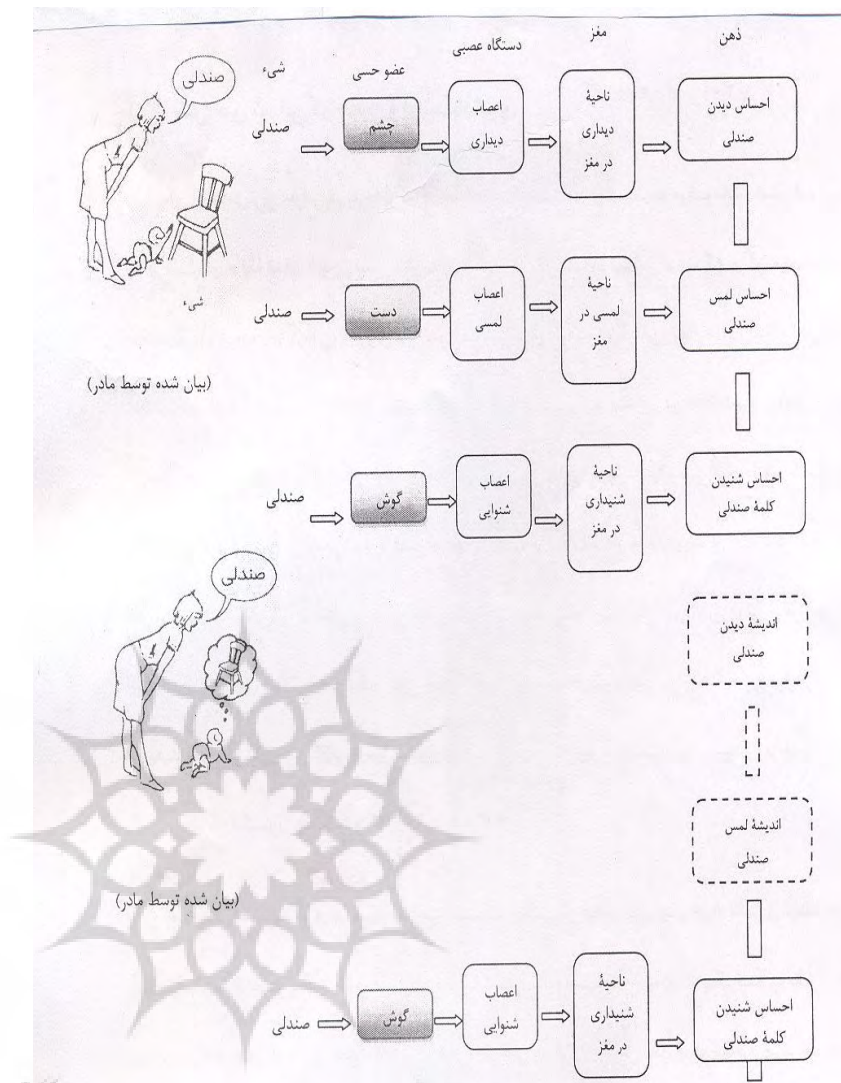 ذهن
مغز
دستگاه عصبی
عضو حسی
شیء
صندلی
صندلی
چشم
اعصاب
دیداری
ناحیهٔ
دیداری
در مغز
احساس دیدن
صندلی
شیء
صندلی
دست
اعصاب
لمسی
ناحیهٔ
لمسی در
مغز
احساس لمس
صندلی
(بیان شده توسط مادر)
صندلی
گوش
اعصاب
شنوایی
ناحیهٔ
شنیداری
در مغز
احساس شنیدن
کلمهٔ صندلی
صندلی
اندیشهٔ دیدن
صندلی
اندیشهٔ لمس
صندلی
(بیان شده توسط مادر)
صندلی
گوش
اعصاب
شنوایی
ناحیهٔ
شنیداری
در مغز
احساس شنیدن
کلمهٔ صندلی